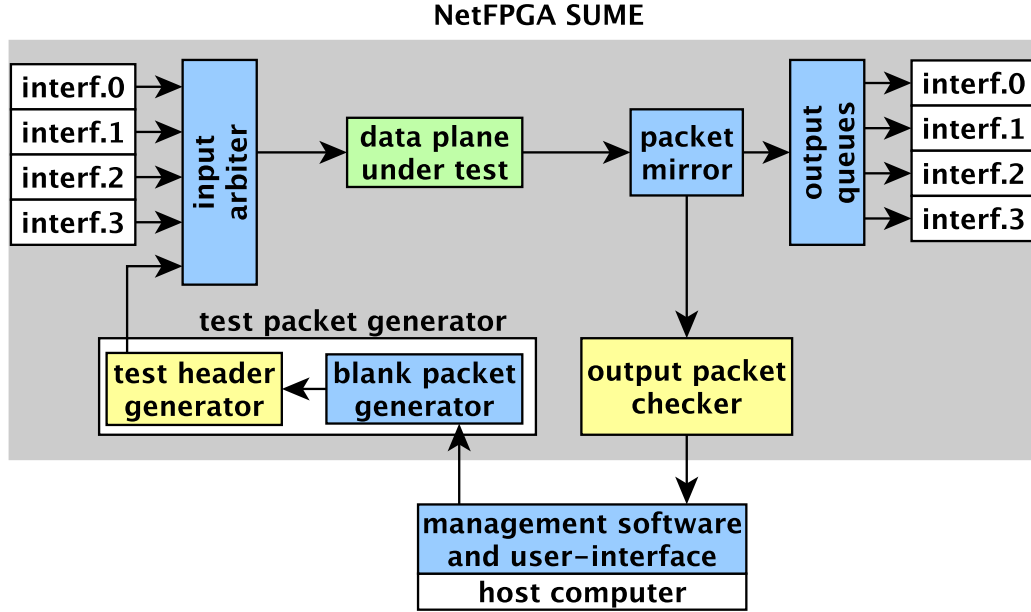 NetFPGA SUME
interf.0
interf.1
interf.2
interf.3
input
arbiter
data plane
under test
packet
mirror
output
queues
interf.0
interf.1
interf.2
interf.3
test packet generator
test header
generator
blank packet
generator
output packet
checker
management software
and user-interface
host computer